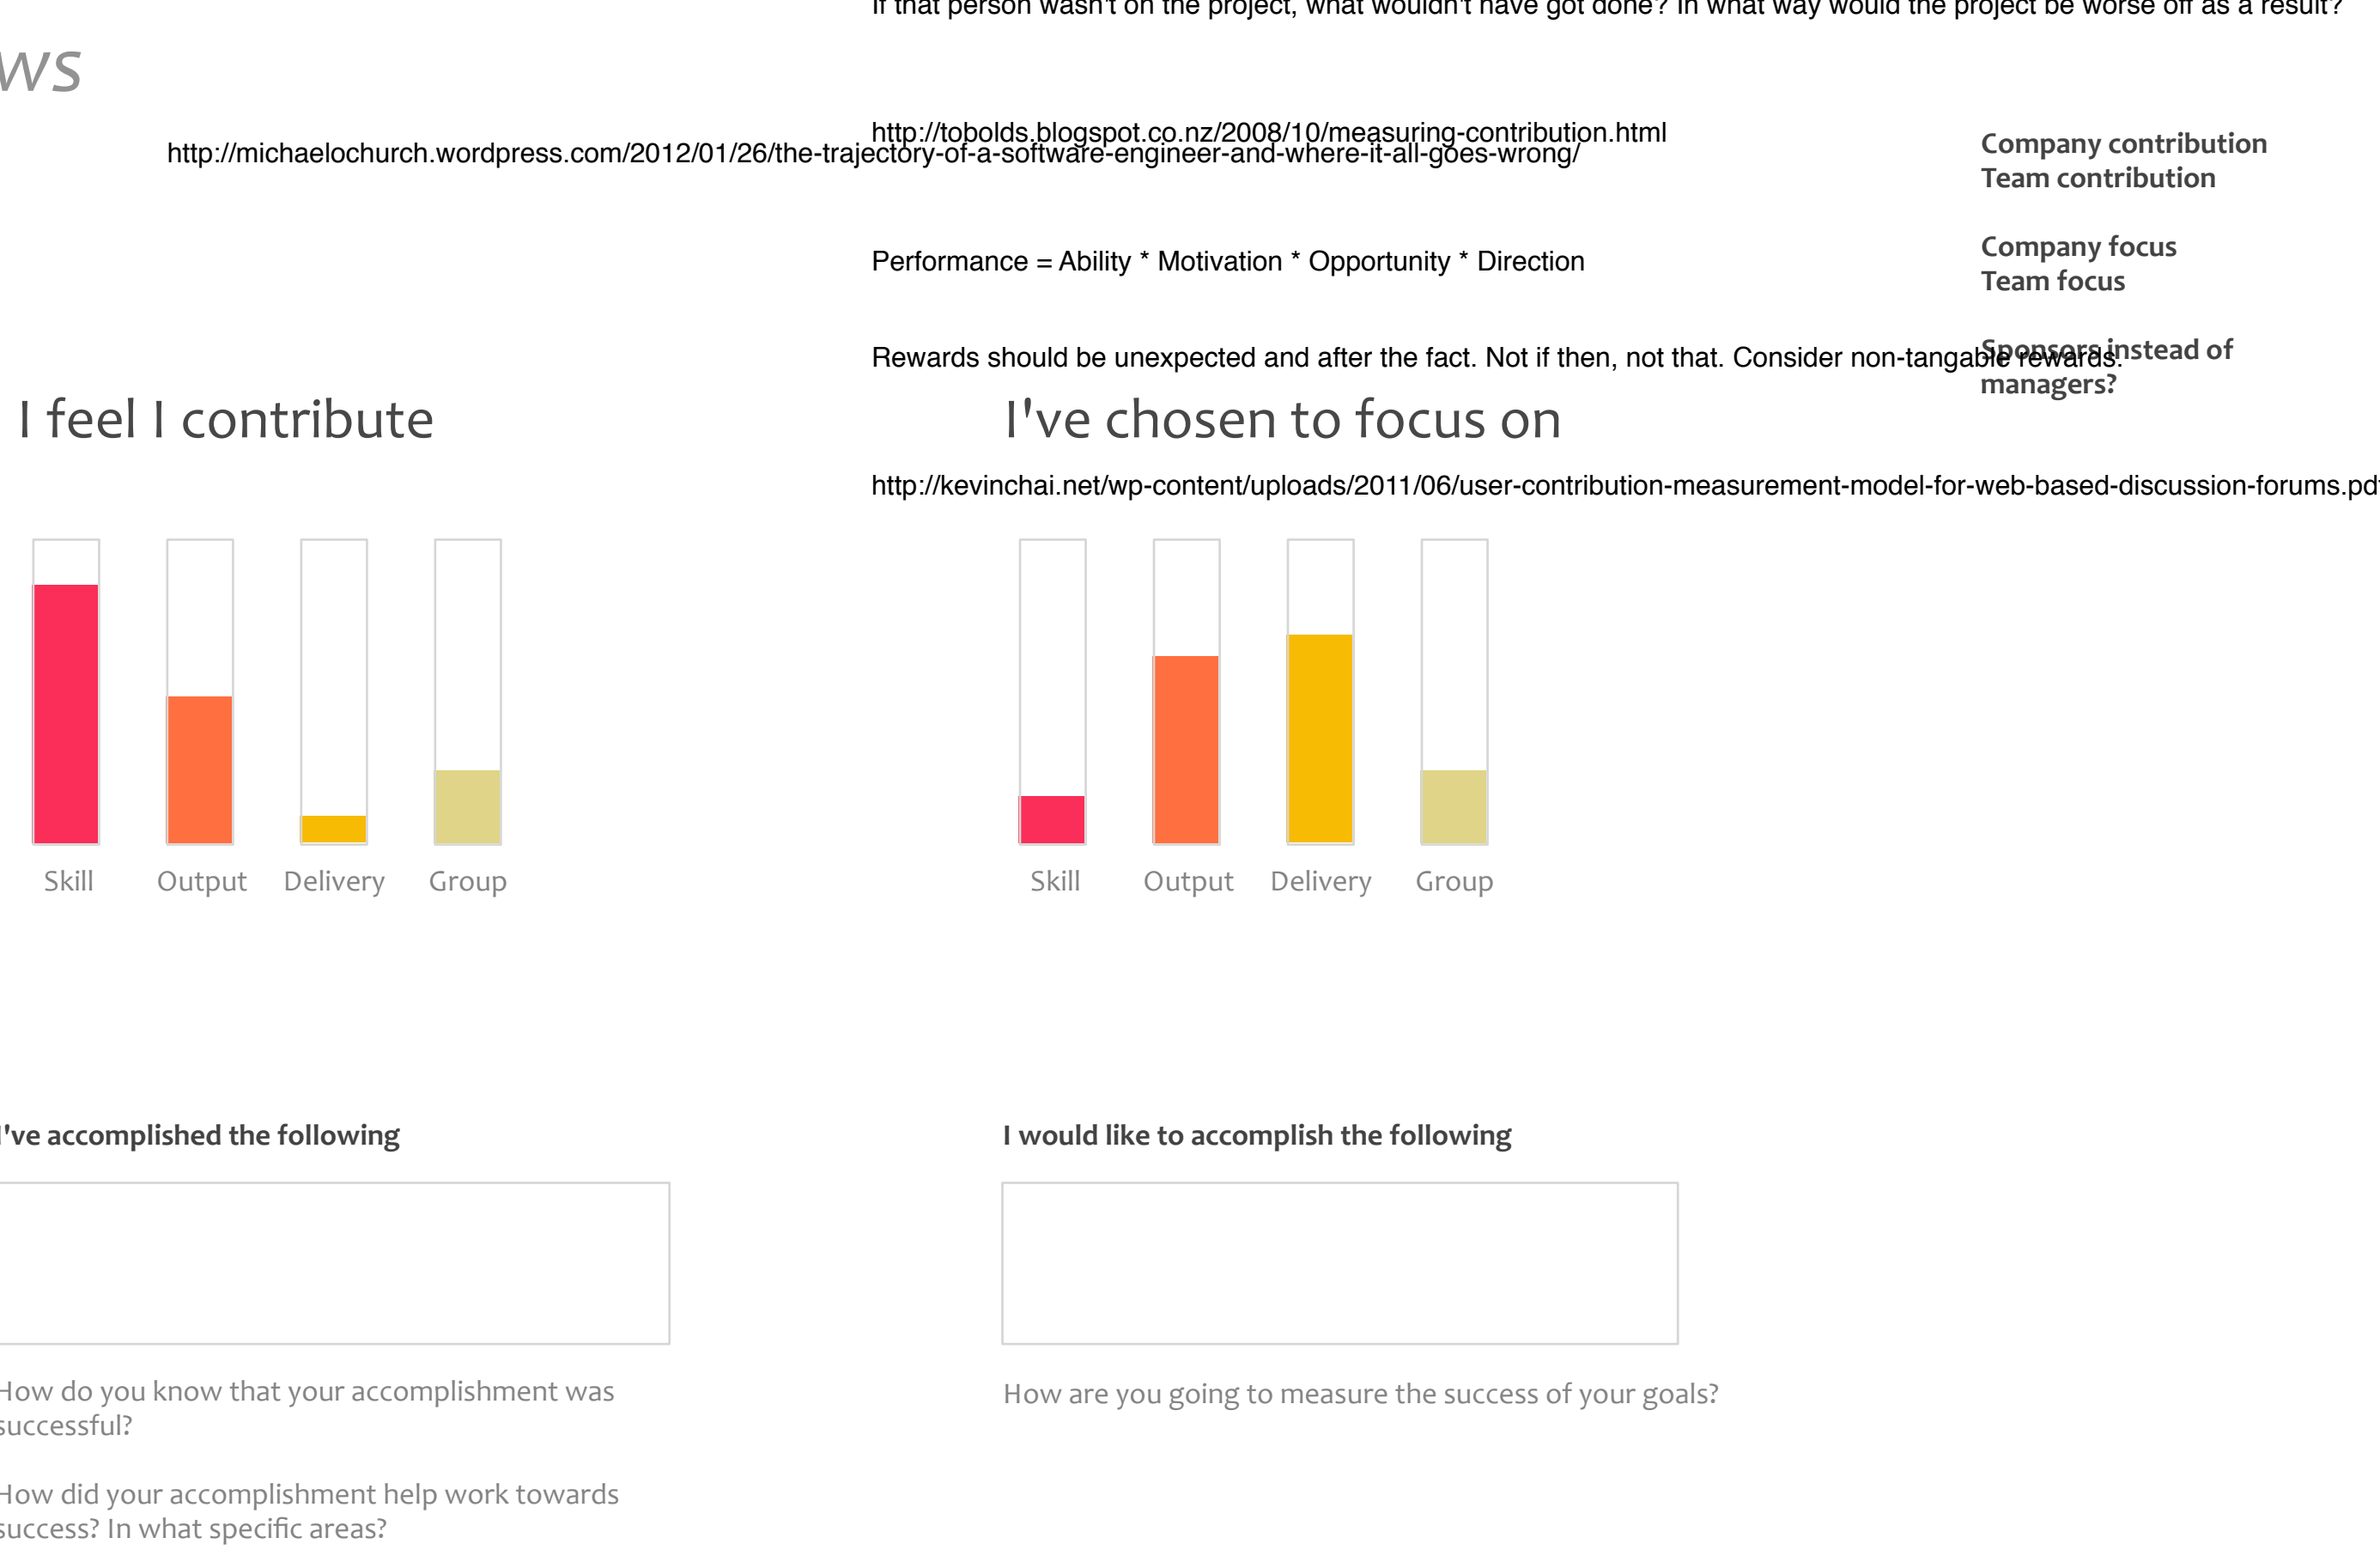 If that person wasn't on the project, what wouldn't have got done? In what way would the project be worse off as a result?
ws
http://tobolds.blogspot.co.nz/2008/10/measuring-contribution.html
http://michaelochurch.wordpress.com/2012/01/26/the-trajectory-of-a-software-engineer-and-where-it-all-goes-wrong/
Company contribution
Team contribution
Performance = Ability * Motivation * Opportunity * Direction
Company focus
Team focus
Rewards should be unexpected and after the fact. Not if then, not that. Consider non-tangable rewards.
Sponsors instead of
managers?
I feel I contribute
I've chosen to focus on
http://kevinchai.net/wp-content/uploads/2011/06/user-contribution-measurement-model-for-web-based-discussion-forums.pdf
Skill Output Delivery Group
Skill Output Delivery Group
I've accomplished the following
I would like to accomplish the following
How do you know that your accomplishment was
successful?
How are you going to measure the success of your goals?
How did your accomplishment help work towards
success? In what specific areas?